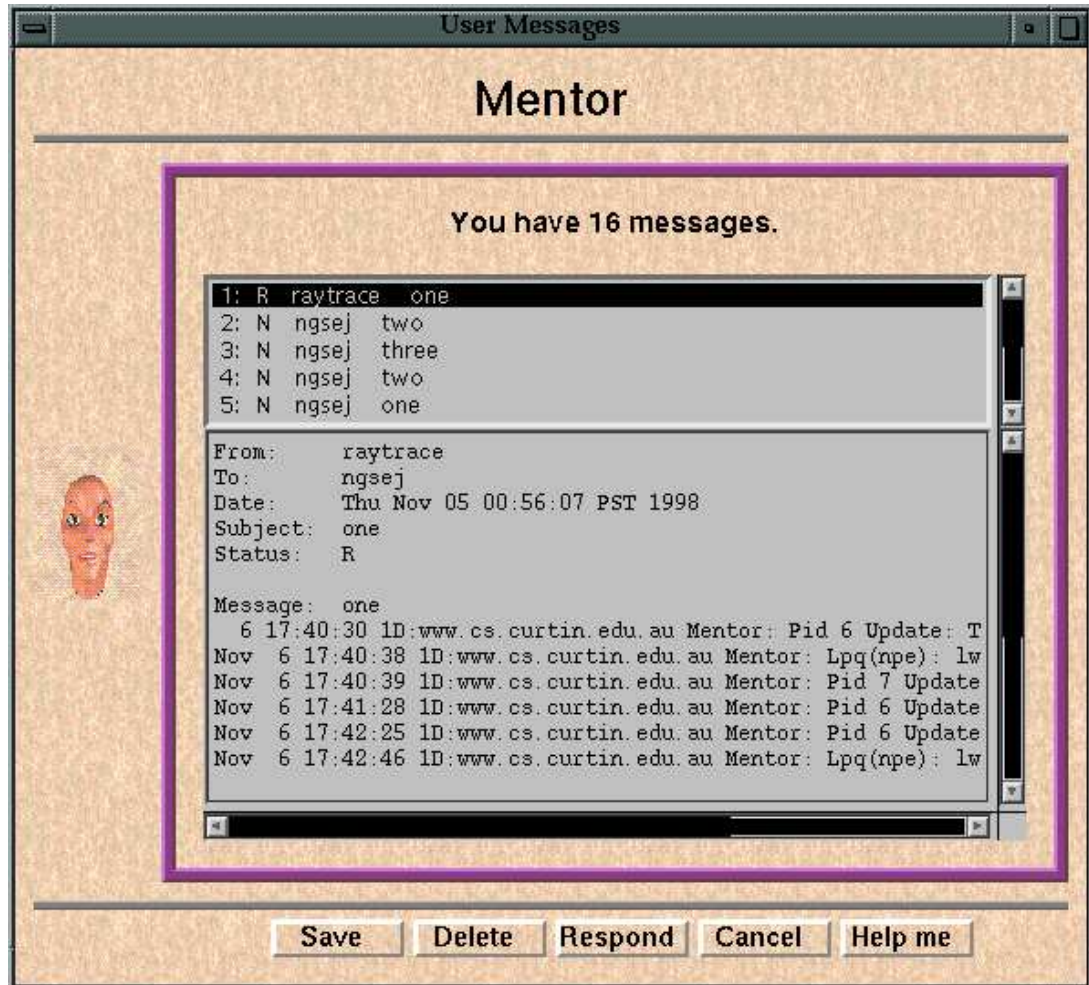 User Messages
Mentor
You have 16 messages.
1: R raytrace one
2: N ngsej two
3: N ngsej three
4: N ngsej two
5: N ngsej one
From: raytrace
To: ngsej
Date: Thu Nov 05 00:56:07 PST 1998
Subject: one
Status: R
Message: one
6 17:40:30 1D:www.cs.curtin.edu.au Mentor: Pid 6 Update: T
Nov 6 17:40:38 1D:www.cs.curtin.edu.au Mentor: Lpq(npe): lw
Nov 6 17:40:39 1D:www.cs.curtin.edu.au Mentor: Pid 7 Update
Nov 6 17:41:28 1D:www.cs.curtin.edu.au Mentor: Pid 6 Update
Nov 6 17:42:25 1D:www.cs.curtin.edu.au Mentor: Pid 6 Update
Nov 6 17:42:46 1D:www.cs.curtin.edu.au Mentor: Lpq(npe): lw
Save Delete Respond Cancel Help me